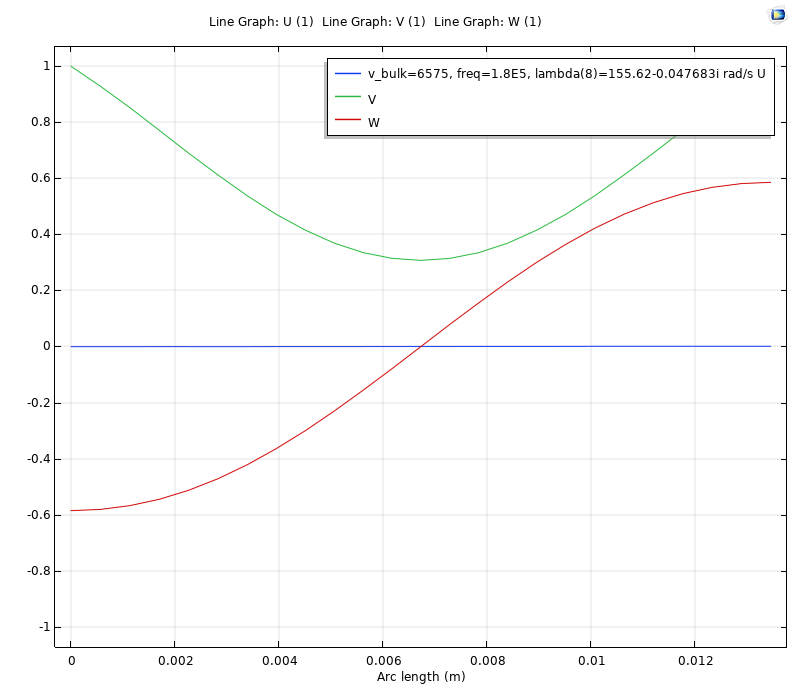 Line Graph: U (1)  Line Graph: V (1)  Line Graph: W (1)
v_bulk=6575, freq=1.8E5, lambda(8)=155.62-0.047683i rad/s U
V
W
1
0.8
0.6
0.4
0.2
0
-0.2
-0.4
-0.6
-0.8
-1
0 0.002 0.004 0.006 0.008 0.01 0.012
Arc length (m)